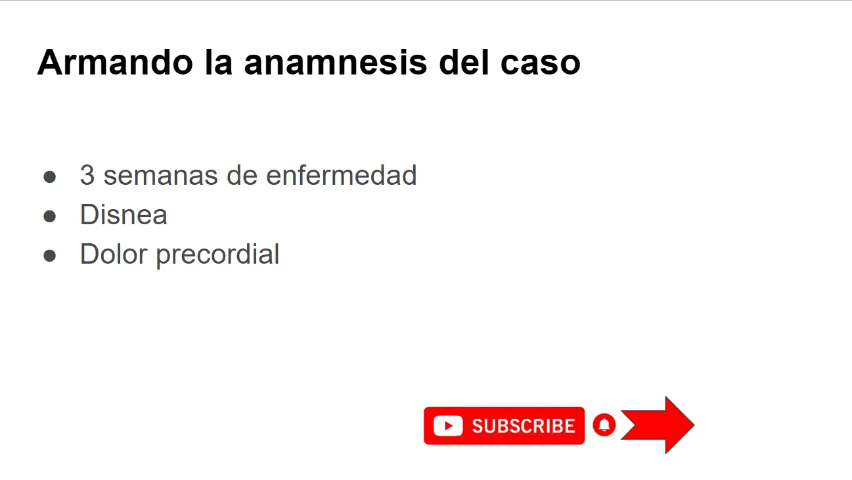 Armando la anamnesis del caso
● 3 semanas de enfermedad
● Disnea
● Dolor precordial
SUBSCRIBE